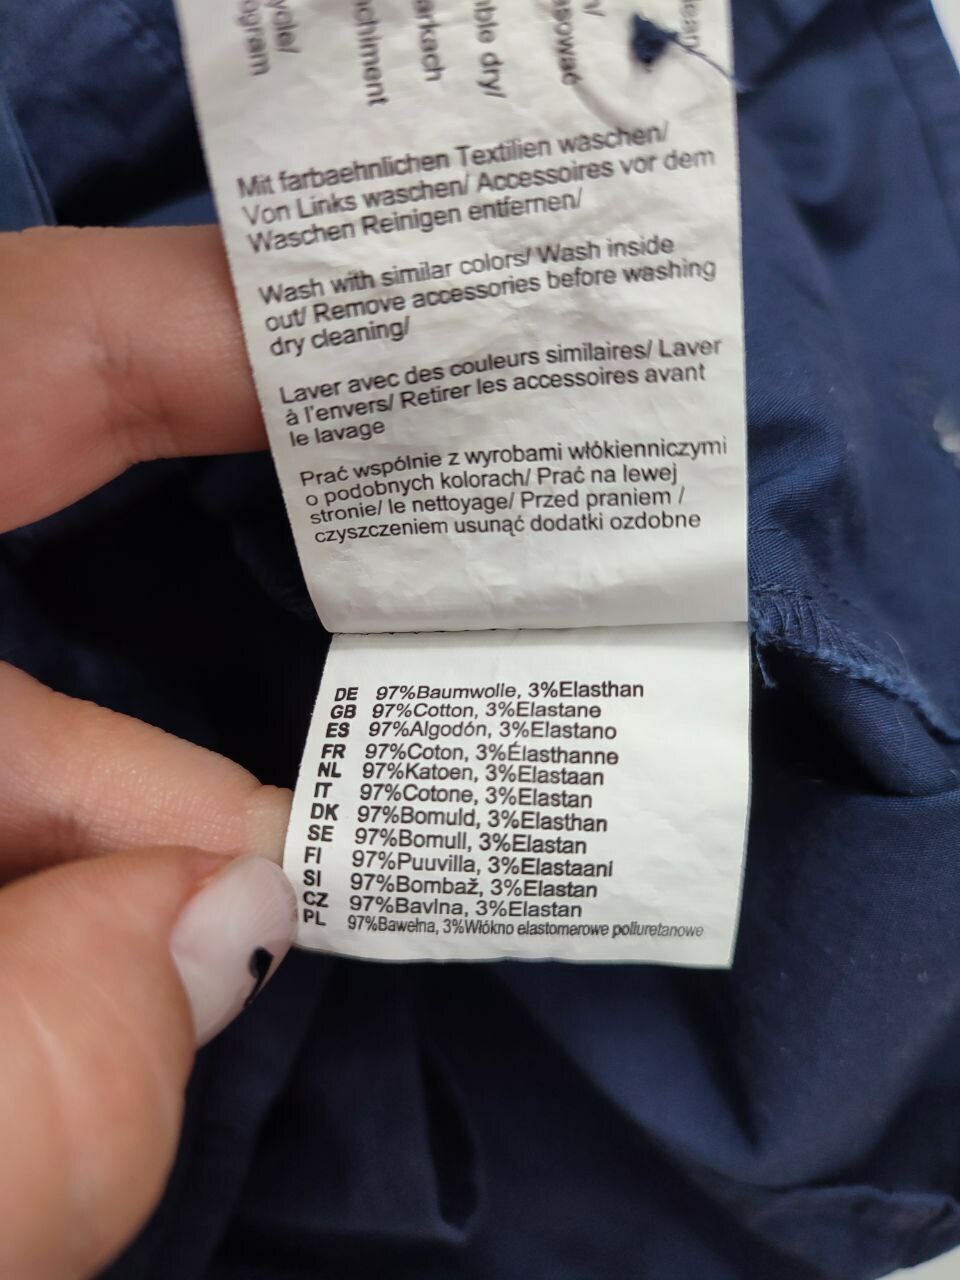 dry/
Mit farbaehnlichen Textilien waschen/
Von Links waschen/ Accessoires vor dem
Waschen Reinigen entfernen/
Wash with similar colors/ Wash inside
out/ Remove accessories before washing
dry cleaning/
Laver avec des couleurs similaires/ Laver
à l'envers/ Retirer les accessoires avant
le lavage
Prać wspólnie z wyrobami włókienniczymi
o podobnych kolorach/ Prać na lewej
stronie/ le nettoyage/ Przed praniem /
czyszczeniem usunąć dodatki ozdobne
DE 97%Baumwolle, 3%Elasthan
GB 97%Cotton, 3%Elastane
ES 97%Algodón, 3%Elastano
FR 97%Coton, 3%Élasthanne
NL 97%Katoen, 3%Elastaan
IT 97%Cotone, 3%Elastan
DK 97%Bomuld, 3%Elasthan
SE 97%Bomull, 3%Elastan
FI 97%Puuvilla, 3%Elastaani
SI 97%Bombaž, 3%Elastan
CZ 97%Bavlna, 3%Elastan
PL 97%Bawełna, 3%Włókno elastomerowe poliuretanowe